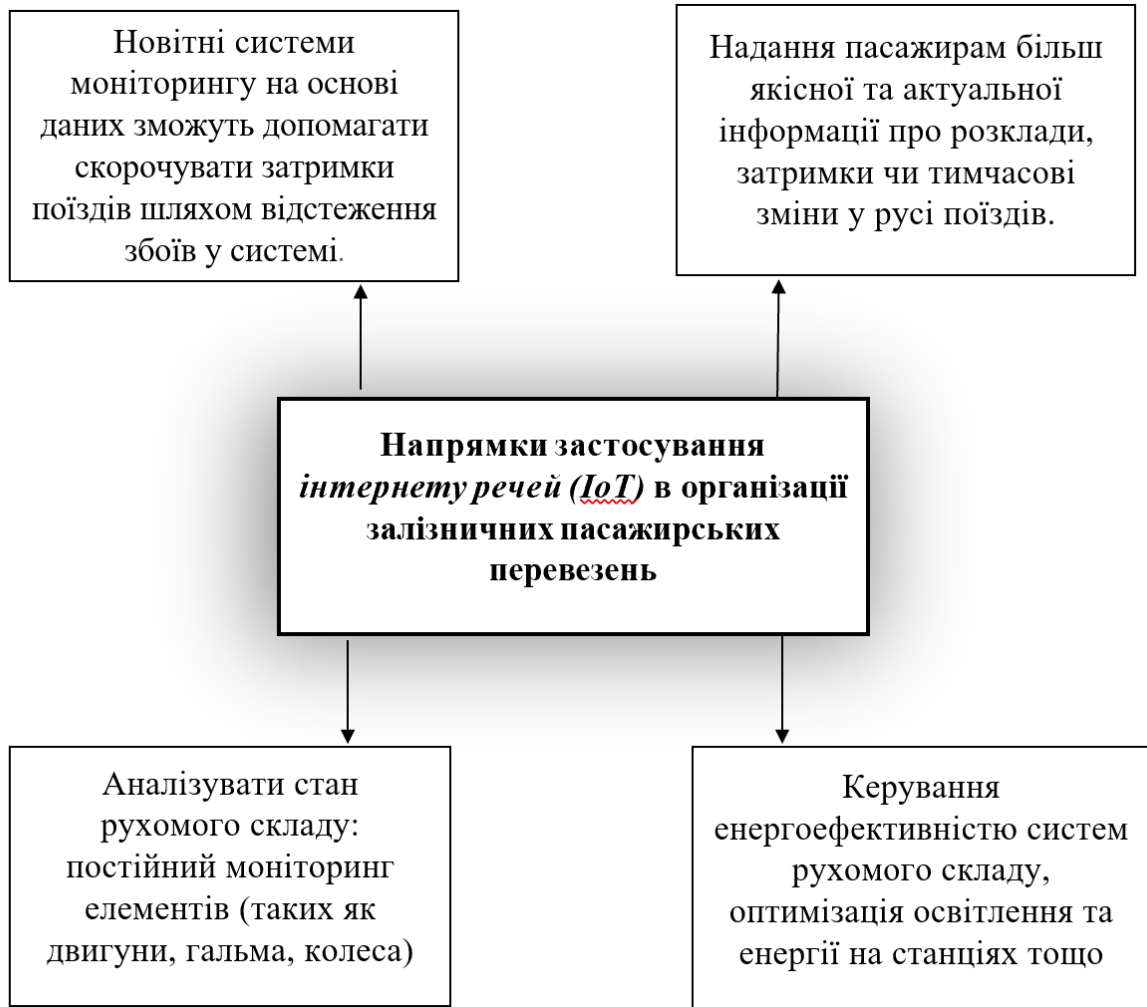 Новітні системи
моніторингу на основі
даних зможуть допомагати
скорочувати затримки
поїздів шляхом відстеження
збоїв у системі.
Надання пасажирам більш
якісної та актуальної
інформації про розклади,
затримки чи тимчасові
зміни у русі поїздів.
Напрямки застосування
інтернету речей (ІоТ) в організації
залізничних пасажирських
перевезень
Аналізувати стан
рухомого складу:
постійний моніторинг
елементів (таких як
двигуни, гальма, колеса)
Керування
енергоефективністю систем
рухомого складу,
оптимізація освітлення та
енергії на станціях тощо